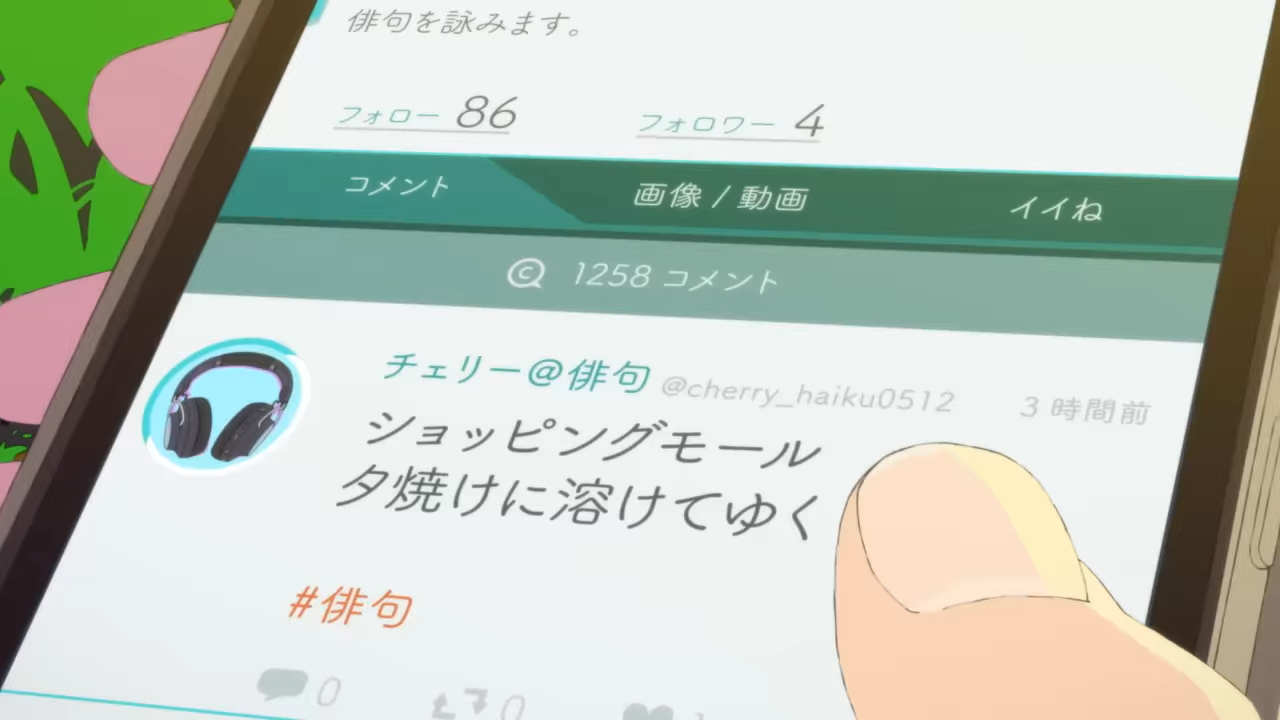 俳句を詠みます。
フォロー 86 フォロワー 4
コメント 画像 / 動画 イイね
1258 コメント
チェリー@俳句 @cherry_haiku0512 3 時間前
ショッピングモール
夕焼けに溶けてゆく
#俳句
0 0